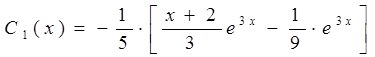 C₁(x) = − 1/5 · [ (x + 2)/3 e^{3x} − 1/9 · e^{3x} ]